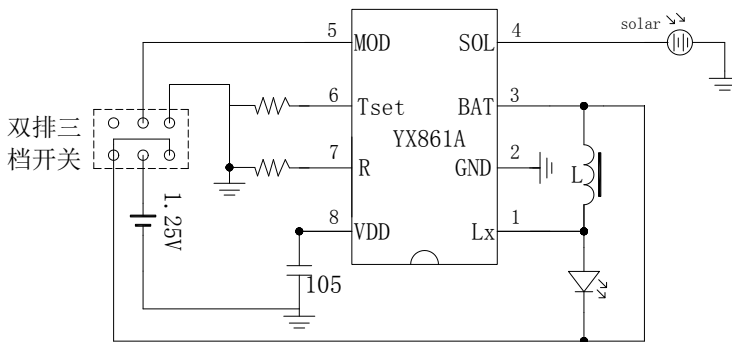 solar
5
MOD
SOL
4
6
Tset
BAT
3
双排三
档开关
YX861A
7
R
GND
2
L
1.25V
8
VDD
Lx
1
105